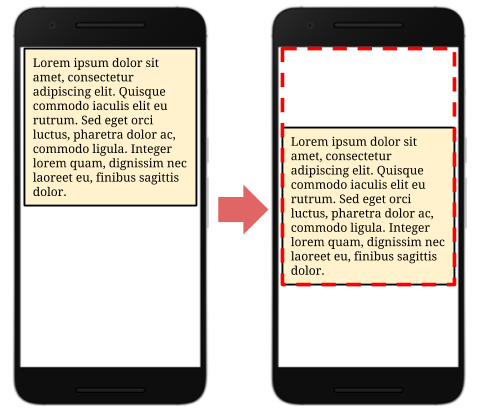 Lorem ipsum dolor sit
amet, consectetur
adipiscing elit. Quisque
commodo iaculis elit eu
rutrum. Sed eget orci
luctus, pharetra dolor ac,
commodo ligula. Integer
lorem quam, dignissim nec
laoreet eu, finibus sagittis
dolor.
Lorem ipsum dolor sit
amet, consectetur
adipiscing elit. Quisque
commodo iaculis elit eu
rutrum. Sed eget orci
luctus, pharetra dolor ac,
commodo ligula. Integer
lorem quam, dignissim nec
laoreet eu, finibus sagittis
dolor.